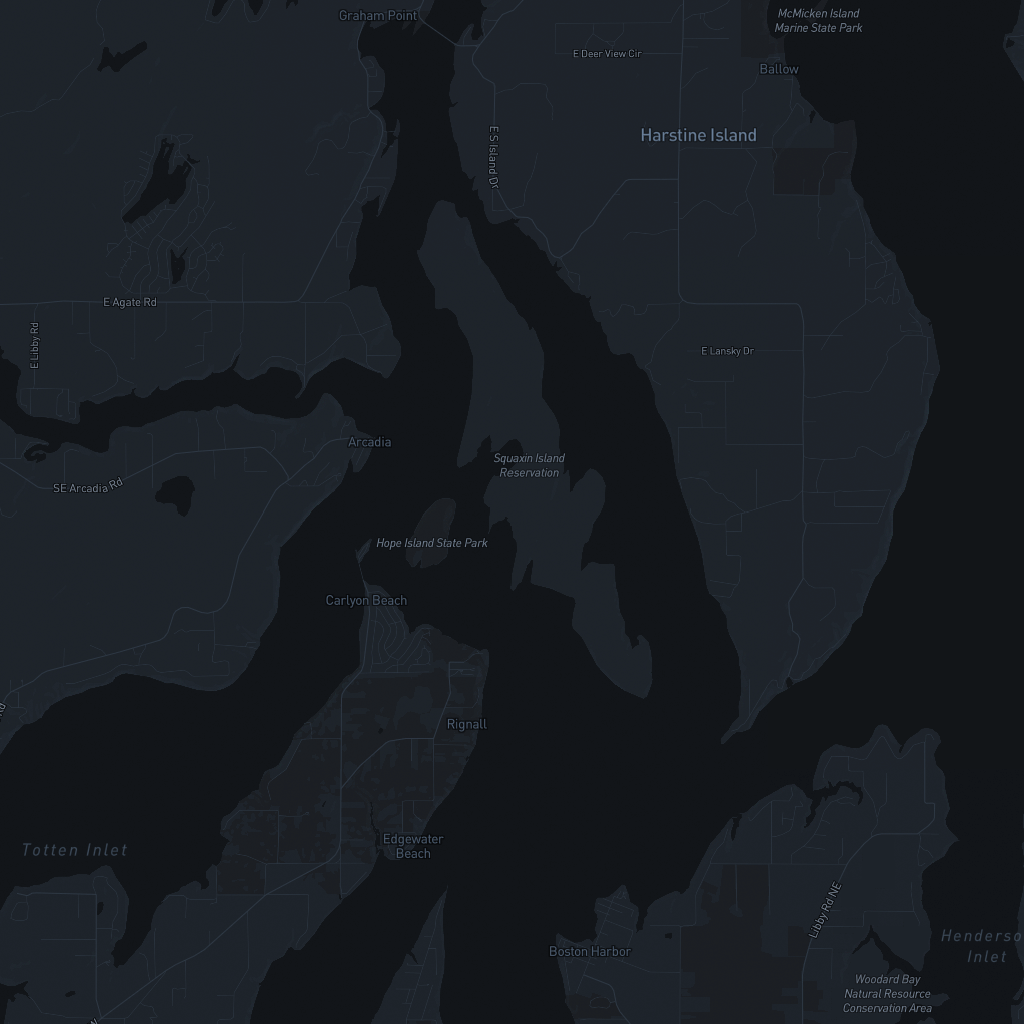 Graham Point
McMicken Island
Marine State Park
E Deer View Cir
Ballow
Harstine Island
E S Island Dr
E Agate Rd
E Libby Rd
E Lansky Dr
Arcadia
Squaxin Island
Reservation
SE Arcadia Rd
Hope Island State Park
Carlyon Beach
Rd
Rignall
Edgewater
Beach
Totten Inlet
Libby Rd NE
Henderso
Inlet
Boston Harbor
Woodard Bay
Natural Resource
Conservation Area